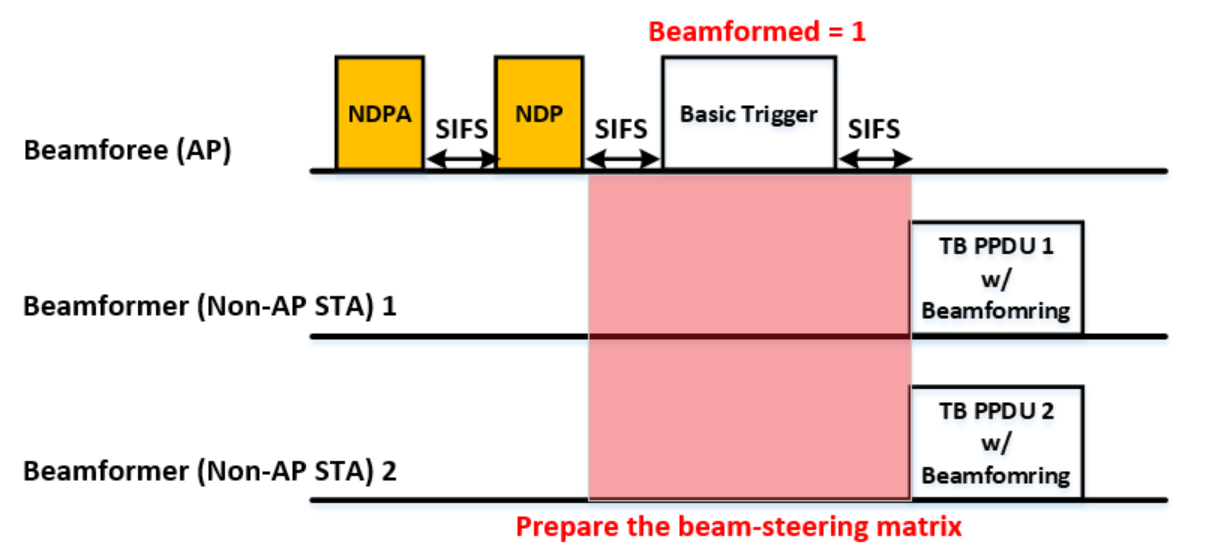 Beamformed = 1
NDPA
SIFS
NDP
SIFS
Basic Trigger
SIFS
Beamforee (AP)
TB PPDU 1
w/
Beamfomring
Beamformer (Non-AP STA) 1
TB PPDU 2
w/
Beamfomring
Beamformer (Non-AP STA) 2
Prepare the beam-steering matrix